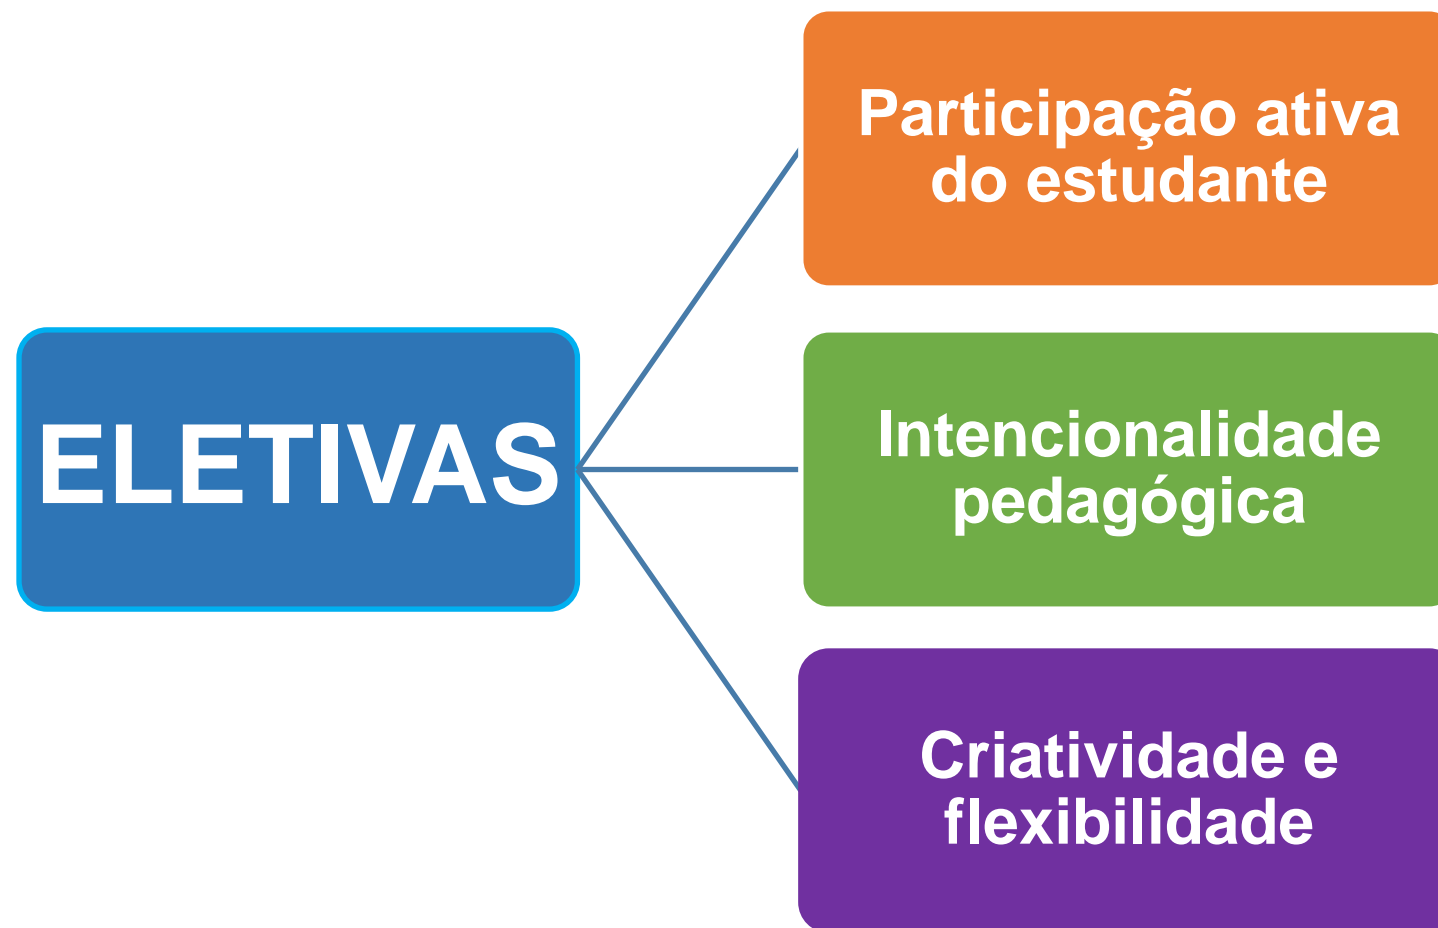 ELETIVAS
Participação ativa
do estudante
Intencionalidade
pedagógica
Criatividade e
flexibilidade